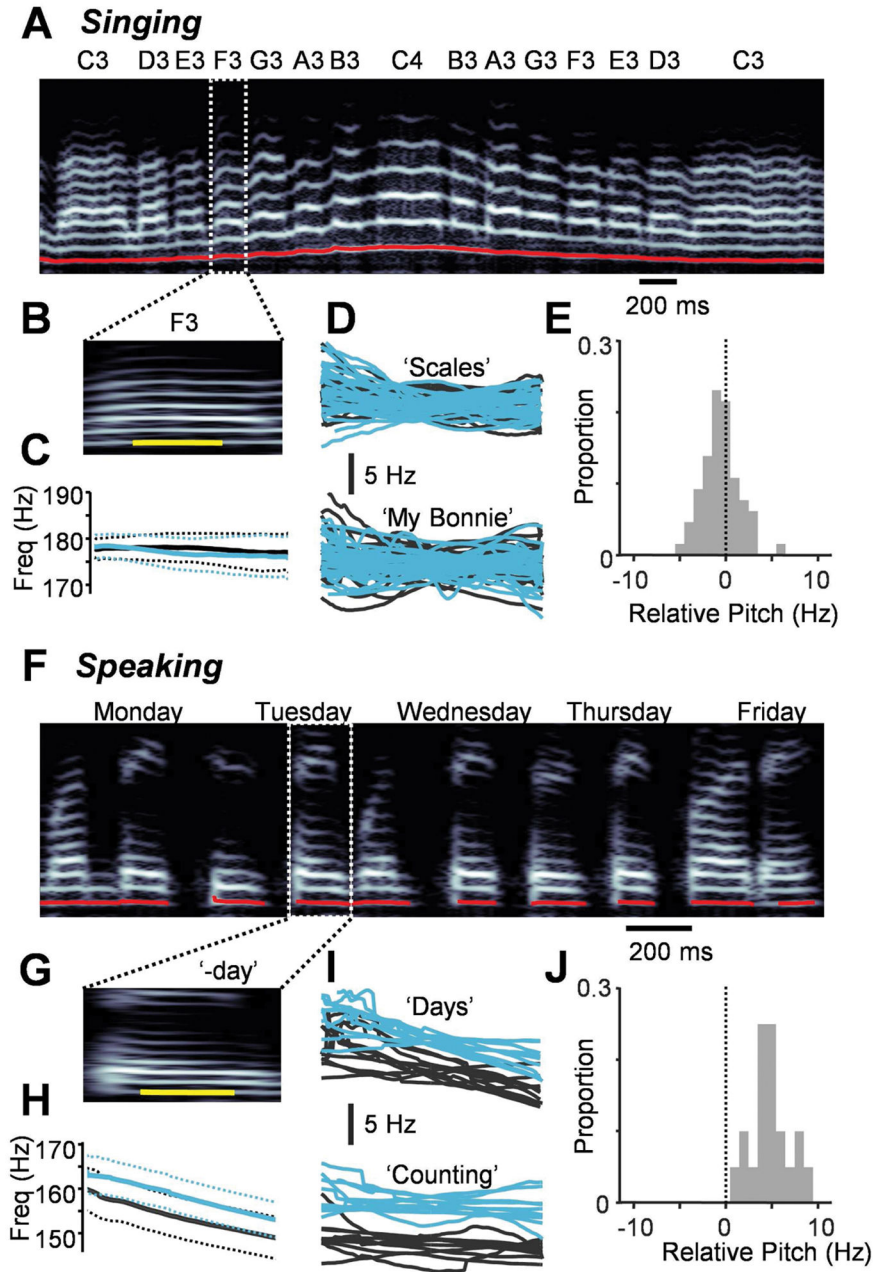 A Singing
C3 D3 E3 F3 G3 A3 B3 C4 B3 A3 G3 F3 E3 D3 C3
200 ms
B
F3
C
Freq (Hz)
190
180
170
D
'Scales'
5 Hz
'My Bonnie'
E
Proportion
0.3
0
-10 0 10
Relative Pitch (Hz)
F Speaking
Monday Tuesday Wednesday Thursday Friday
200 ms
G
'-day'
H
Freq (Hz)
170
160
150
I
'Days'
5 Hz
'Counting'
J
Proportion
0.3
0
-10 0 10
Relative Pitch (Hz)